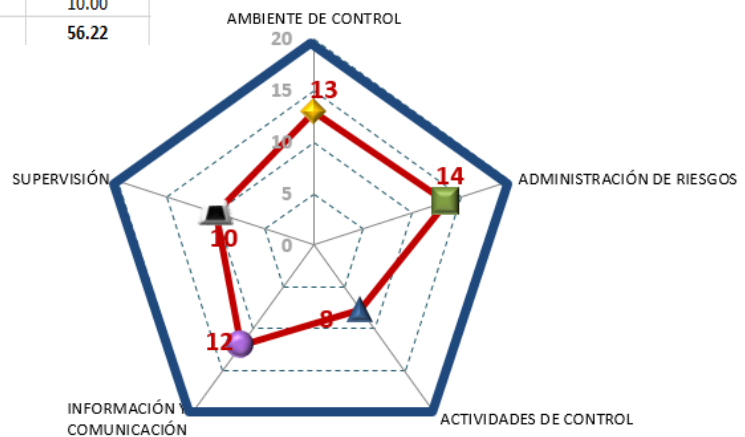 10.00
56.22
AMBIENTE DE CONTROL
20
15
13
10
14
SUPERVISIÓN
ADMINISTRACIÓN DE RIESGOS
5
10
0
8
12
INFORMACIÓN Y
COMUNICACIÓN
ACTIVIDADES DE CONTROL